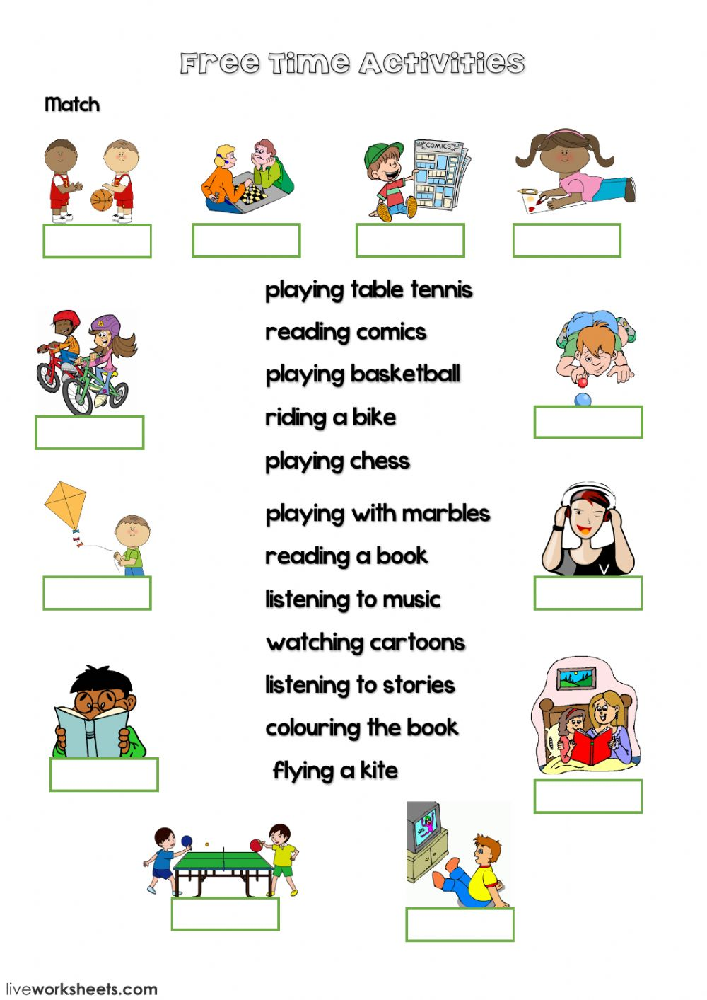 Free Time Activities
Match
COMICS
playing table tennis
reading comics
playing basketball
riding a bike
playing chess
playing with marbles
reading a book
listening to music
watching cartoons
listening to stories
colouring the book
flying a kite
V
liveworksheets.com